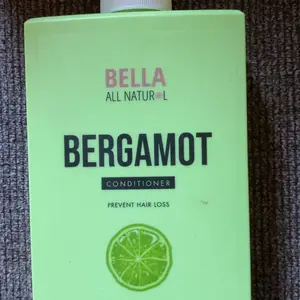 BELLA
ALL NATURAL
BERGAMOT
CONDITIONER
PREVENT HAIR LOSS